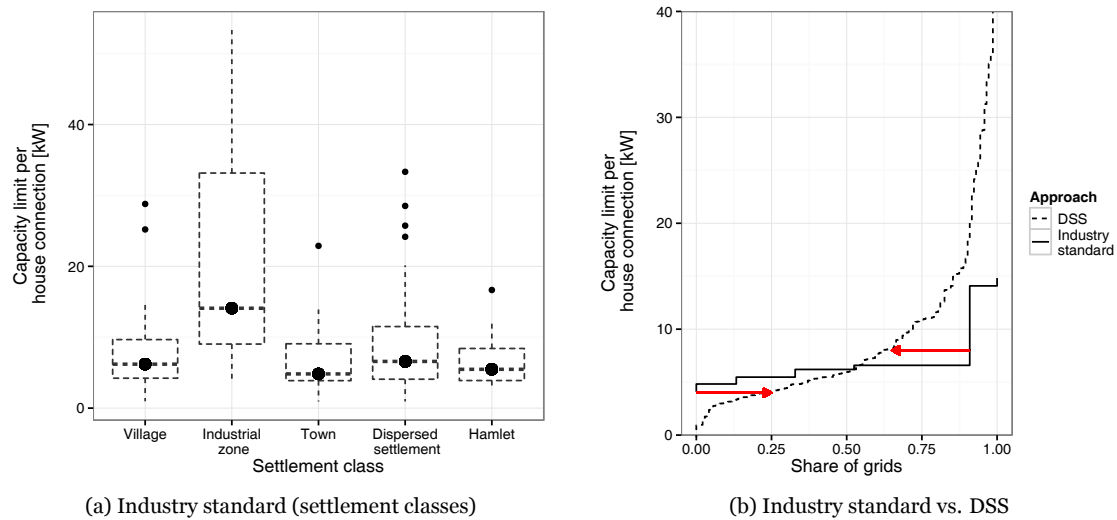 Capacity limit per
house connection [kW]
40
20
0
Village
Industrial
zone
Town
Dispersed
settlement
Hamlet
Settlement class
(a) Industry standard (settlement classes)
Capacity limit per
house connection [kW]
40
30
20
10
0
0.00
0.25
0.50
0.75
1.00
Share of grids
Approach
DSS
Industry
standard
(b) Industry standard vs. DSS